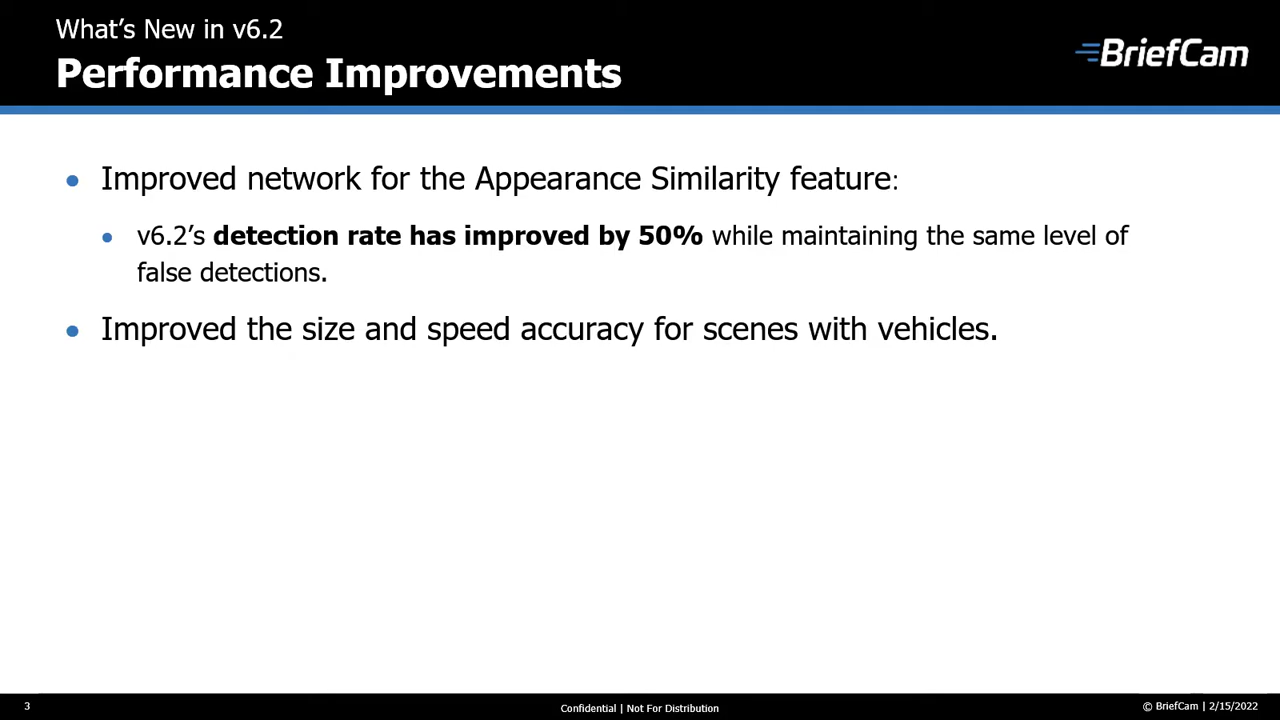 What’s New in v6.2
Performance Improvements
BriefCam
• Improved network for the Appearance Similarity feature:
• v6.2’s detection rate has improved by 50% while maintaining the same level of
false detections.
• Improved the size and speed accuracy for scenes with vehicles.
3
Confidential | Not For Distribution
© BriefCam | 2/15/2022